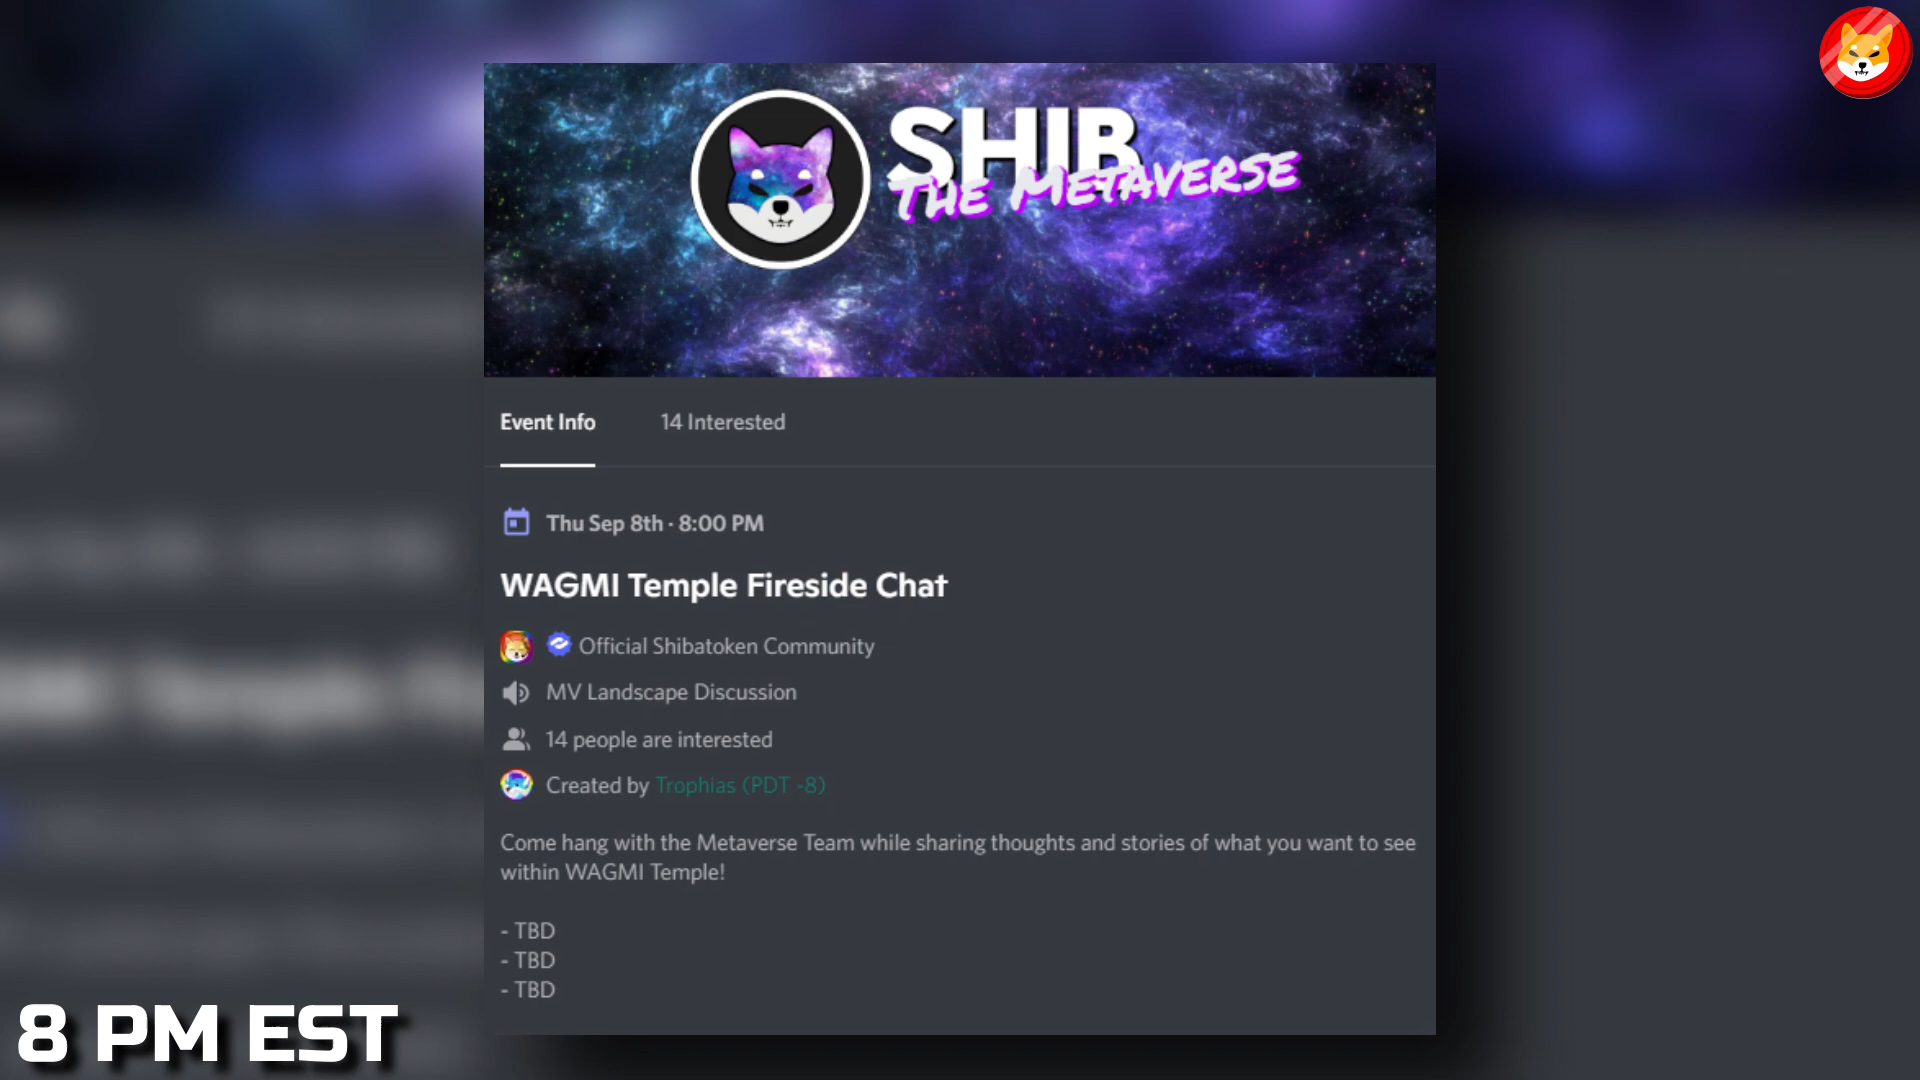 SHIB
THE METAVERSE
Event Info
14 Interested
Thu Sep 8th · 8:00 PM
WAGMI Temple Fireside Chat
Official Shibatoken Community
MV Landscape Discussion
14 people are interested
Created by Trophias (PDT -8)
Come hang with the Metaverse Team while sharing thoughts and stories of what you want to see
within WAGMI Temple!
- TBD
- TBD
- TBD
8 PM EST